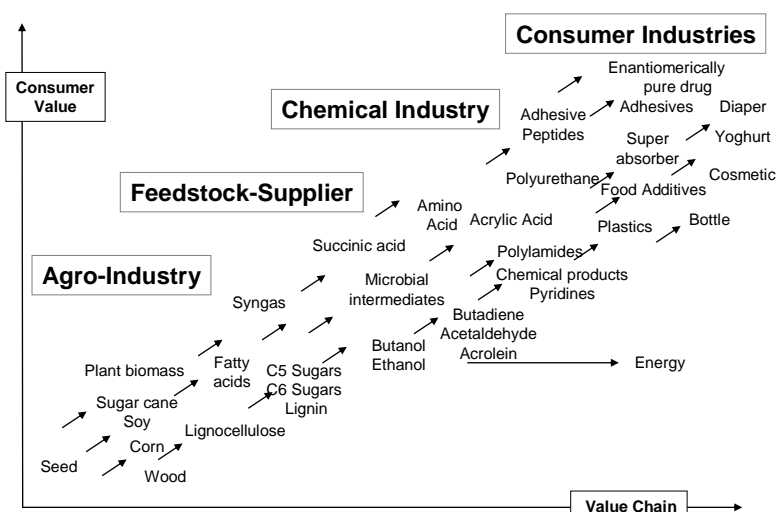 Consumer Industries
Consumer
Value
Enantiomerically
pure drug
Chemical Industry
Adhesive
Peptides
Adhesives
Diaper
Super
absorber
Yoghurt
Feedstock-Supplier
Polyurethane
Food Additives
Cosmetic
Amino
Acid
Acrylic Acid
Plastics
Bottle
Succinic acid
Polylamides
Agro-Industry
Microbial
intermediates
Chemical products
Pyridines
Syngas
Butadiene
Acetaldehyde
Acrolein
Butanol
Ethanol
Energy
Plant biomass
Fatty
acids
C5 Sugars
C6 Sugars
Lignin
Sugar cane
Soy
Lignocellulose
Corn
Seed
Wood
Value Chain